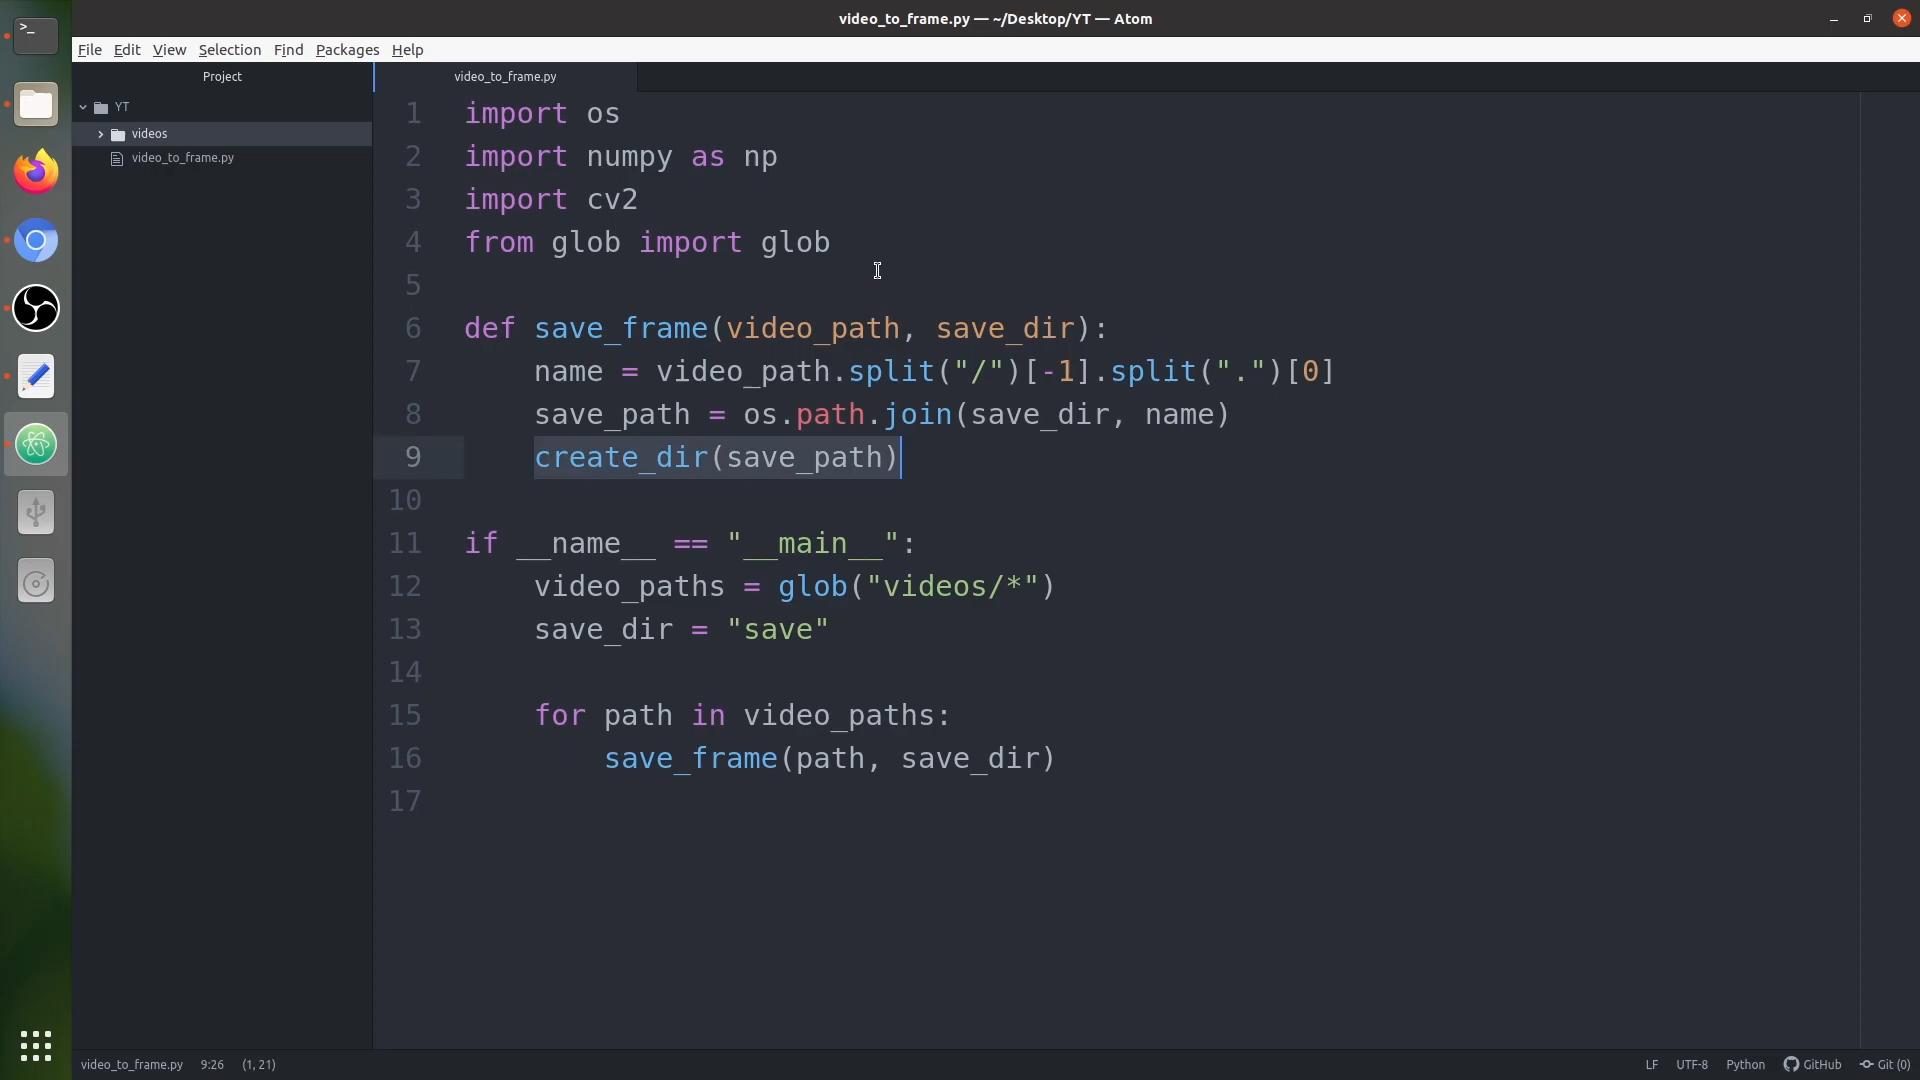 video_to_frame.py — ~/Desktop/YT — Atom
File Edit View Selection Find Packages Help
Project
video_to_frame.py
YT
videos
video_to_frame.py
1 import os
2 import numpy as np
3 import cv2
4 from glob import glob
5
6 def save_frame(video_path, save_dir):
7     name = video_path.split("/")[-1].split(".")[0]
8     save_path = os.path.join(save_dir, name)
9     create_dir(save_path)
10
11 if __name__ == "__main__":
12     video_paths = glob("videos/*")
13     save_dir = "save"
14
15     for path in video_paths:
16         save_frame(path, save_dir)
17
video_to_frame.py 9:26 (1, 21) LF UTF-8 Python GitHub Git (0)